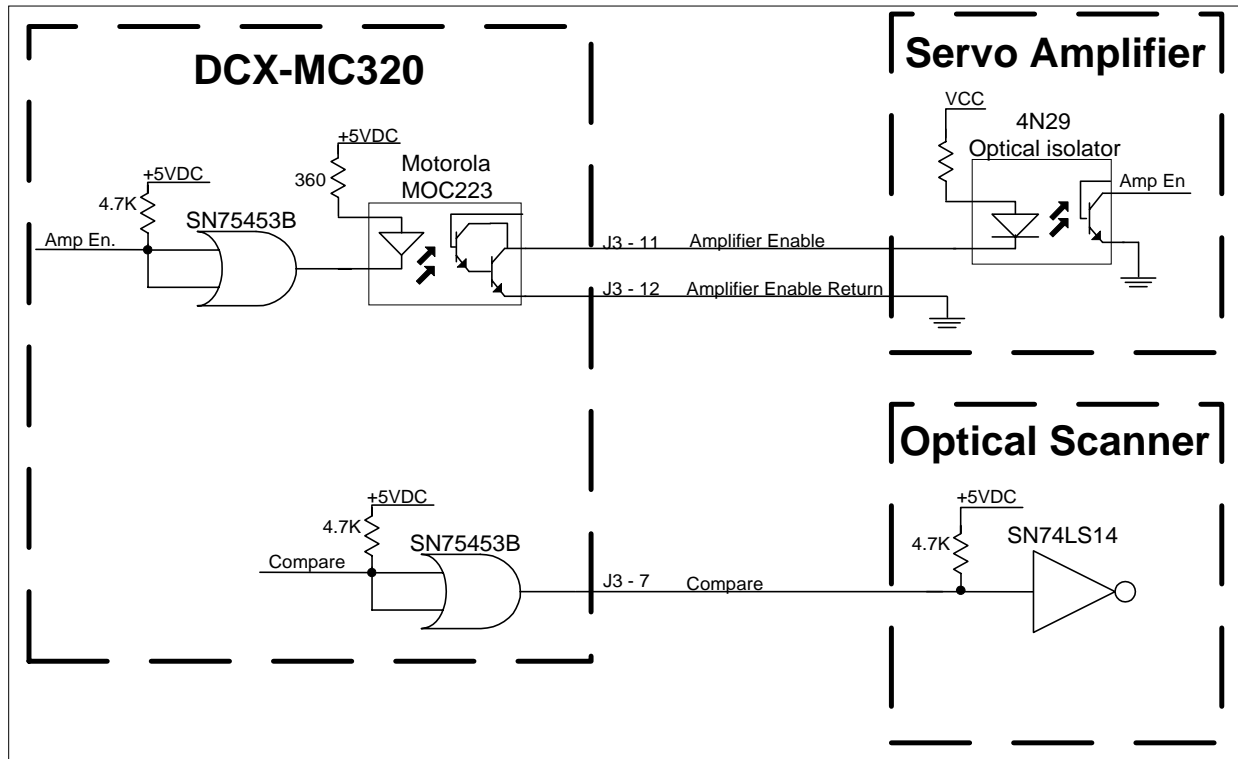 DCX-MC320
Servo Amplifier
VCC
4N29
Optical isolator
Amp En
+5VDC
360
Motorola
MOC223
+5VDC
4.7K
SN75453B
Amp En.
J3 - 11 Amplifier Enable
J3 - 12 Amplifier Enable Return
Optical Scanner
+5VDC
4.7K
SN75453B
Compare
J3 - 7 Compare
+5VDC
4.7K
SN74LS14